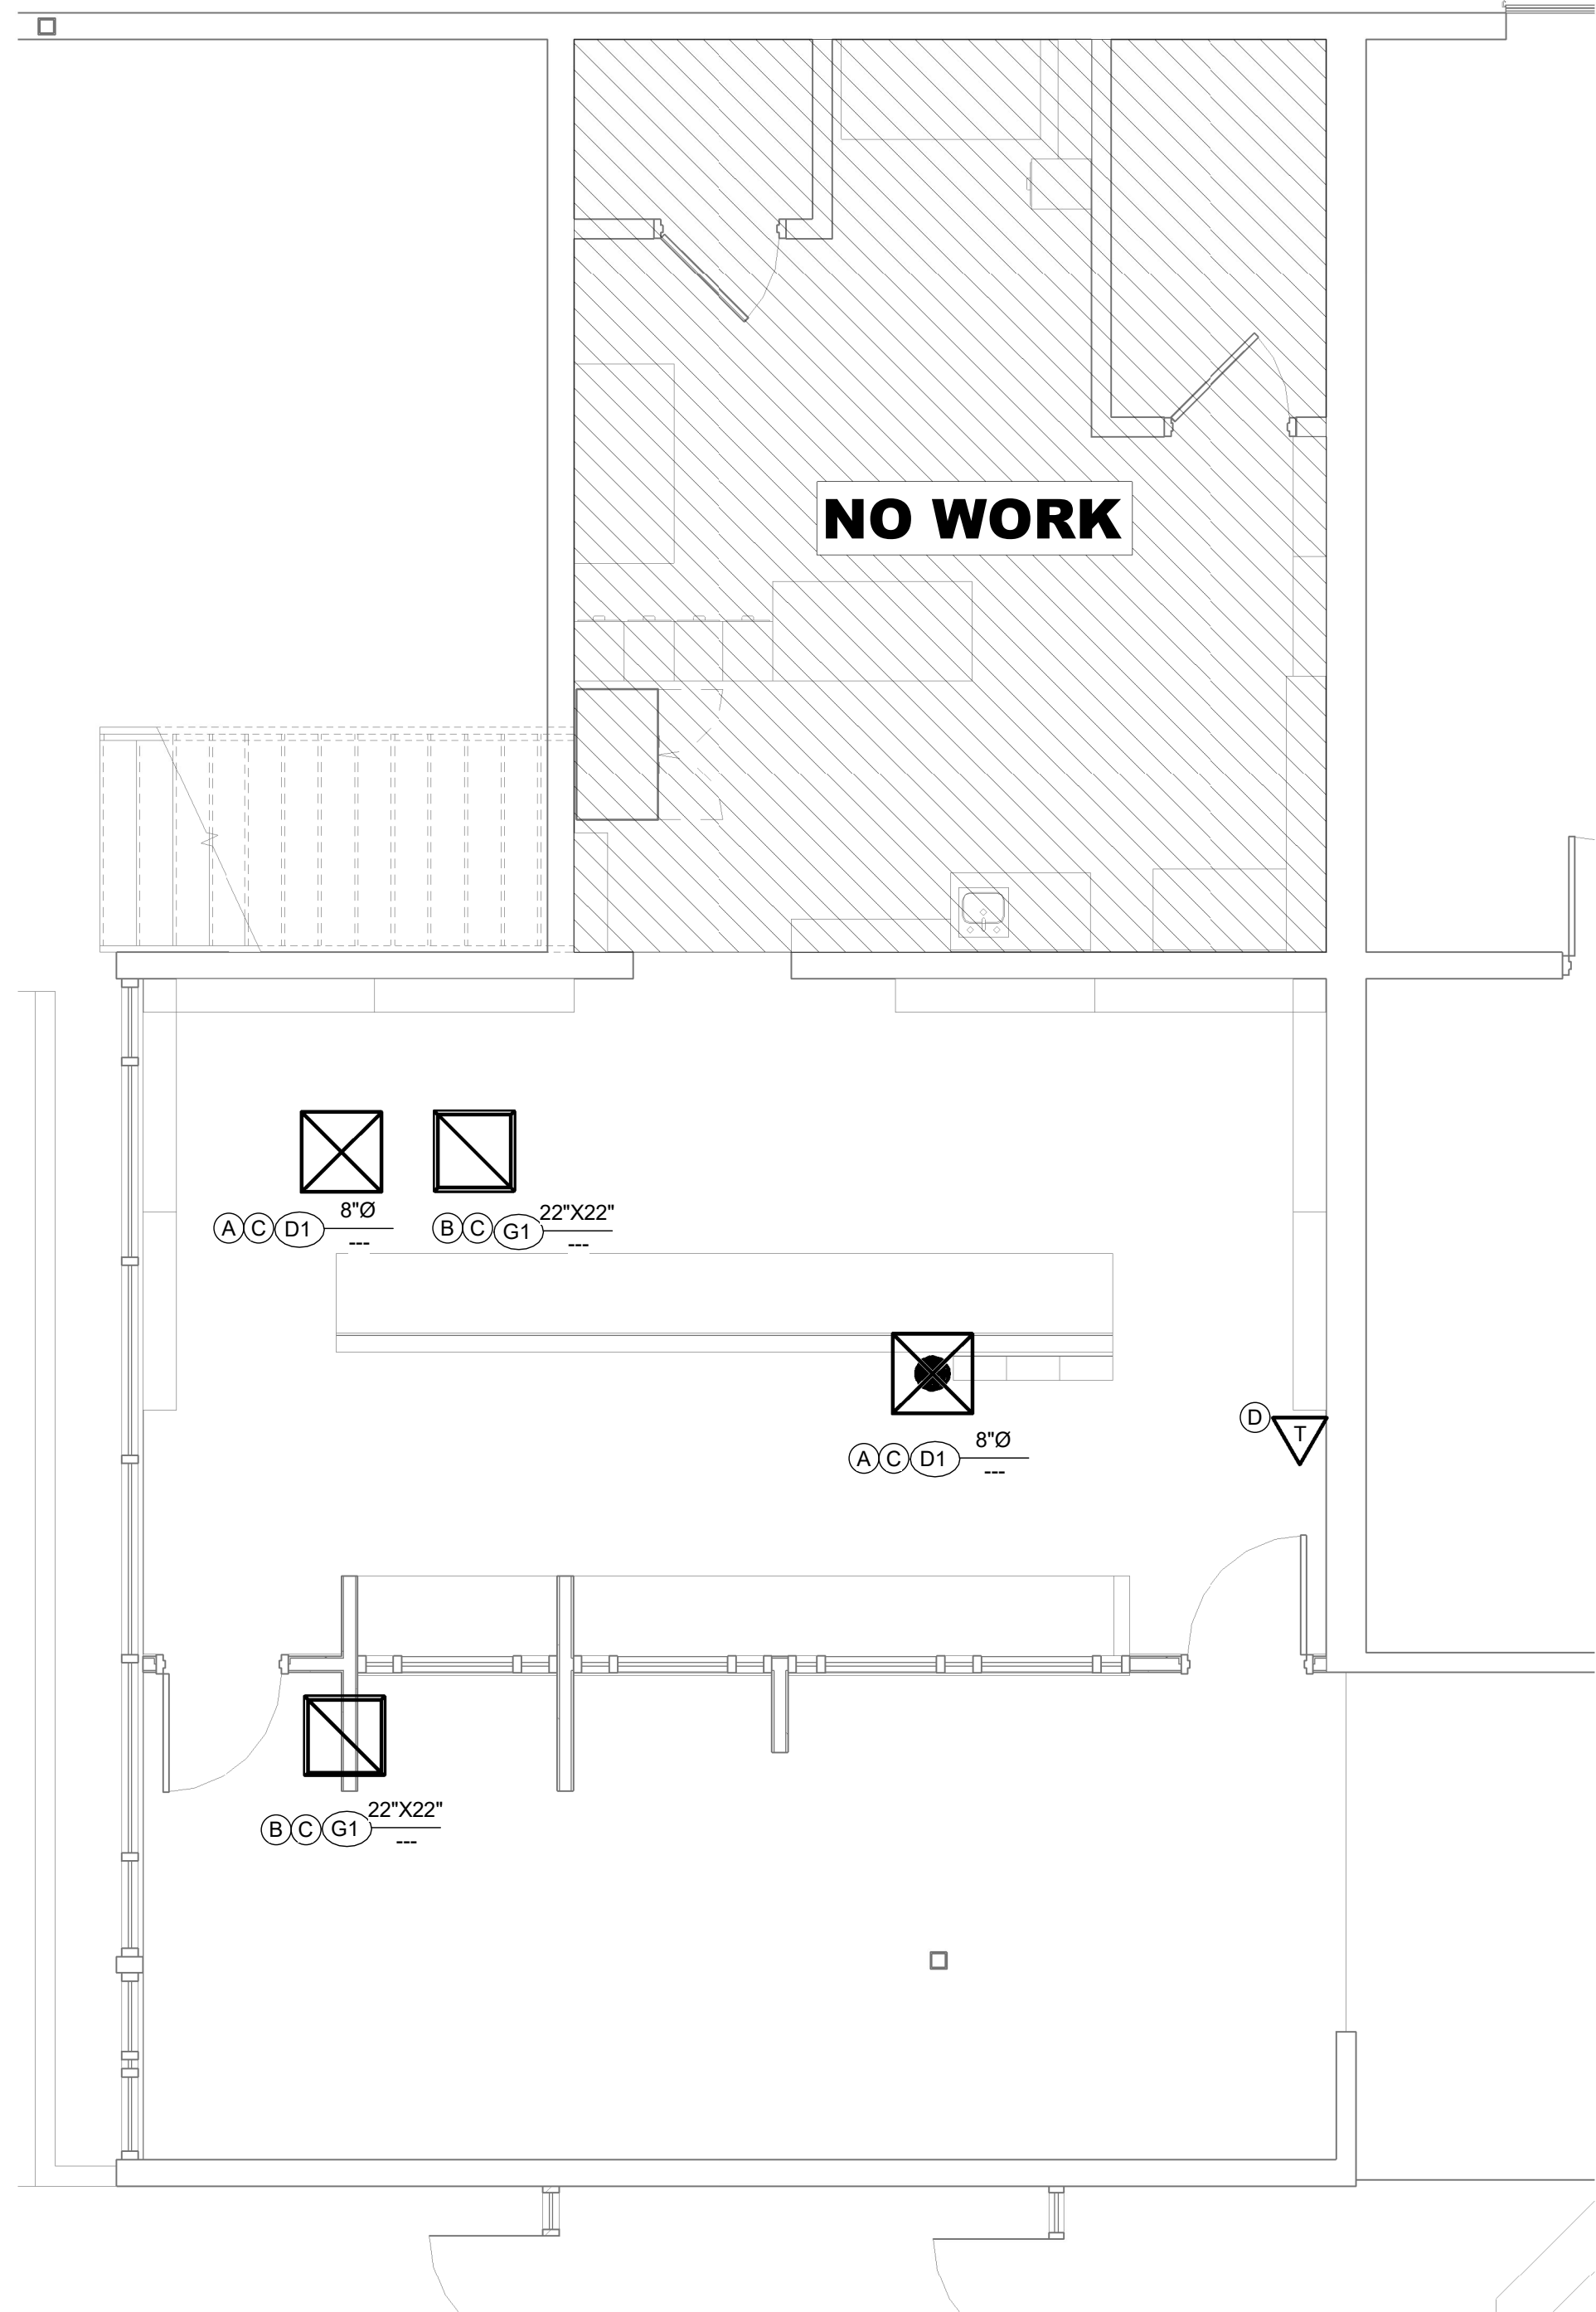 NO WORK
A C D1 8"Ø
---
B C G1 22"X22"
---
D T
A C D1 8"Ø
---
B C G1 22"X22"
---